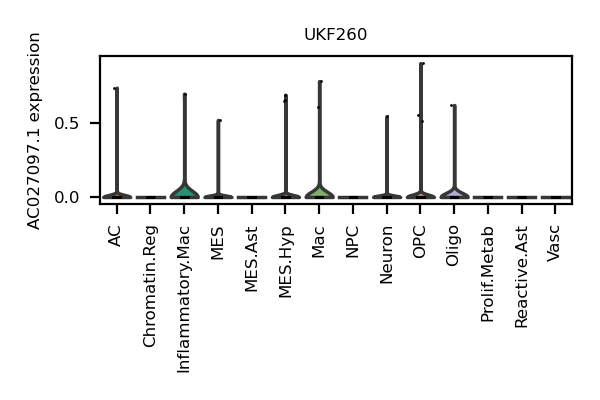 UKF260
AC027097.1 expression
0.5
0.0
AC
Chromatin.Reg
Inflammatory.Mac
MES
MES.Ast
MES.Hyp
Mac
NPC
Neuron
OPC
Oligo
Prolif.Metab
Reactive.Ast
Vasc